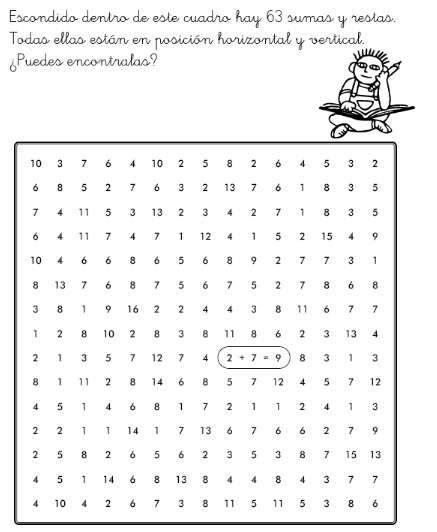 Escondido dentro de este cuadro hay 63 sumas y restas.
Todas ellas están en posición horizontal y vertical.
¿Puedes encontralas?
10 3 7 6 4 10 2 5 8 2 6 4 5 3 2
6 8 5 2 7 6 3 2 13 7 6 1 8 3 5
7 4 11 5 3 13 2 3 4 2 7 1 8 3 5
6 4 11 7 4 7 1 12 4 1 5 2 15 4 9
10 4 6 6 8 6 5 6 8 9 2 7 7 3 1
8 13 7 6 8 7 5 6 7 5 2 7 8 6 8
3 8 1 9 16 2 2 4 4 3 8 11 6 7 7
1 2 8 10 2 8 3 8 11 8 6 2 3 13 4
2 1 3 5 7 12 7 4 2 + 7 = 9 8 3 1 3
8 1 11 2 8 14 6 8 5 7 12 4 5 7 12
4 5 1 4 6 8 1 7 2 1 1 2 4 1 3
2 2 1 1 14 1 7 13 6 7 6 6 2 7 9
2 5 8 2 6 5 6 2 3 5 3 8 7 15 13
4 5 1 14 6 8 13 8 4 4 8 4 3 7 7
4 10 4 2 6 7 3 8 11 5 11 5 3 8 6